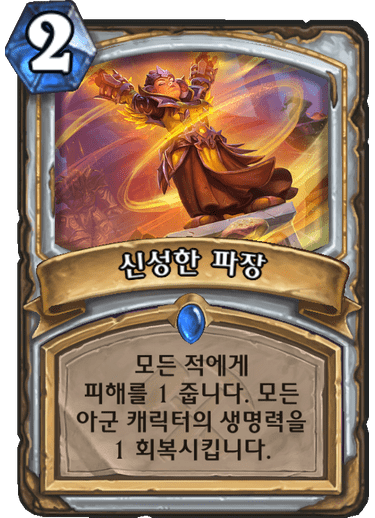 2
신성한 파장
모든 적에게
피해를 1 줍니다. 모든
아군 캐릭터의 생명력을
1 회복시킵니다.